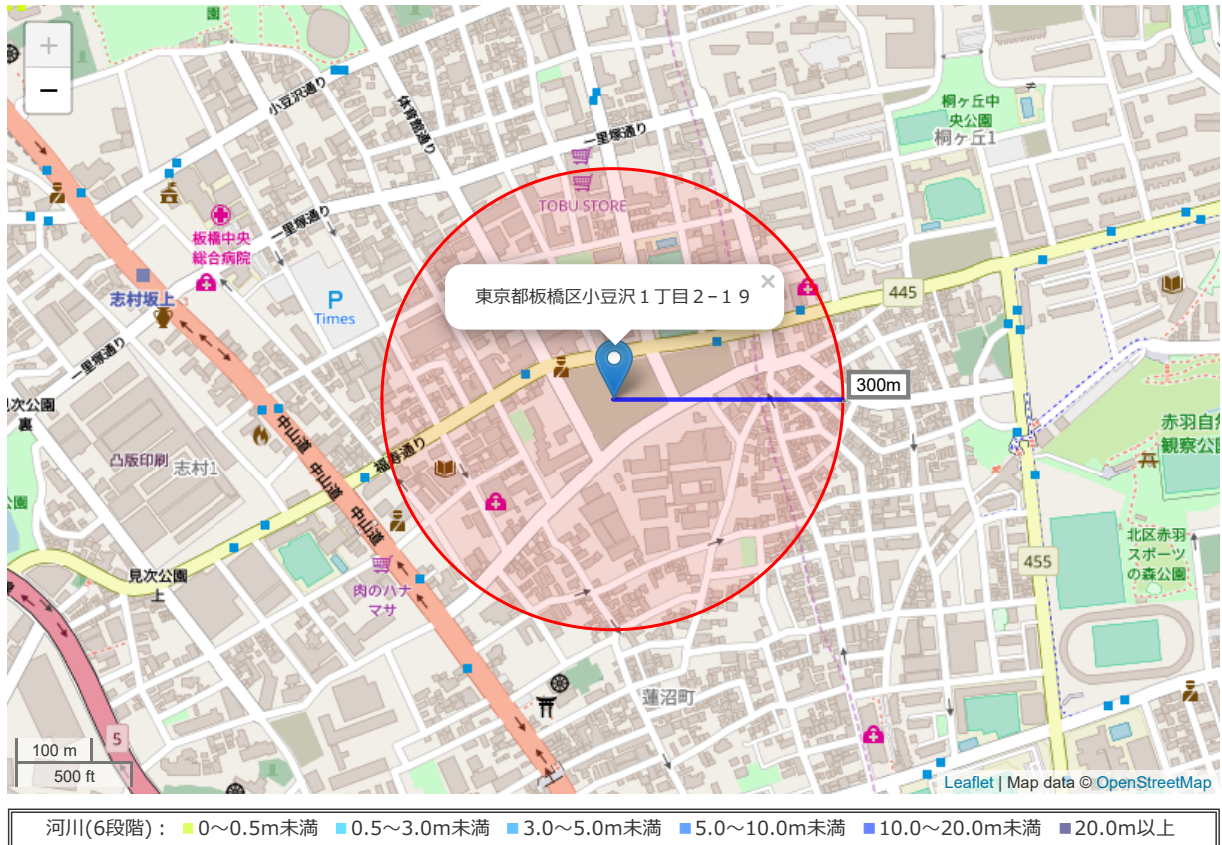 園
+
−
小豆沢通り
体育館通り
一里塚通り
桐ヶ丘中
央公園
桐ヶ丘1
TOBU STORE
板橋中央
総合病院
一里塚通り
志村坂上
P
Times
東京都板橋区小豆沢１丁目２−１９
×
445
300m
一里塚通り
見次公園
裏
中山道
中山道
中山道
福寿通り
凸版印刷
志村1
公園
赤羽自然
観察公園
北区赤羽
スポーツ
の森公園
455
見次公園
上
肉のハナ
マサ
蓮沼町
5
100 m
500 ft
Leaflet | Map data © OpenStreetMap
河川(6段階)： 0～0.5m未満 0.5～3.0m未満 3.0～5.0m未満 5.0～10.0m未満 10.0～20.0m未満 20.0m以上